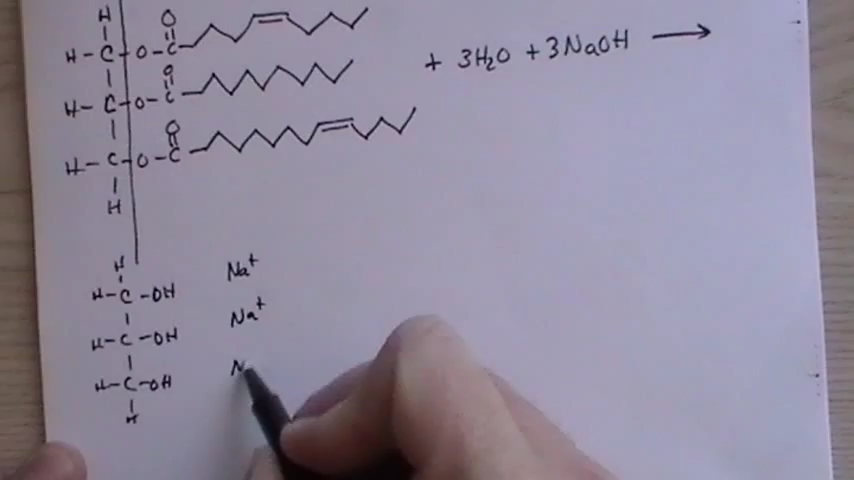 H
O
H-C-O-C
+ 3H₂O + 3NaOH →
O
H-C-O-C
O
H-C-O-C
H
H
Na⁺
H-C-OH
Na⁺
H-C-OH
N
H-C-OH
H